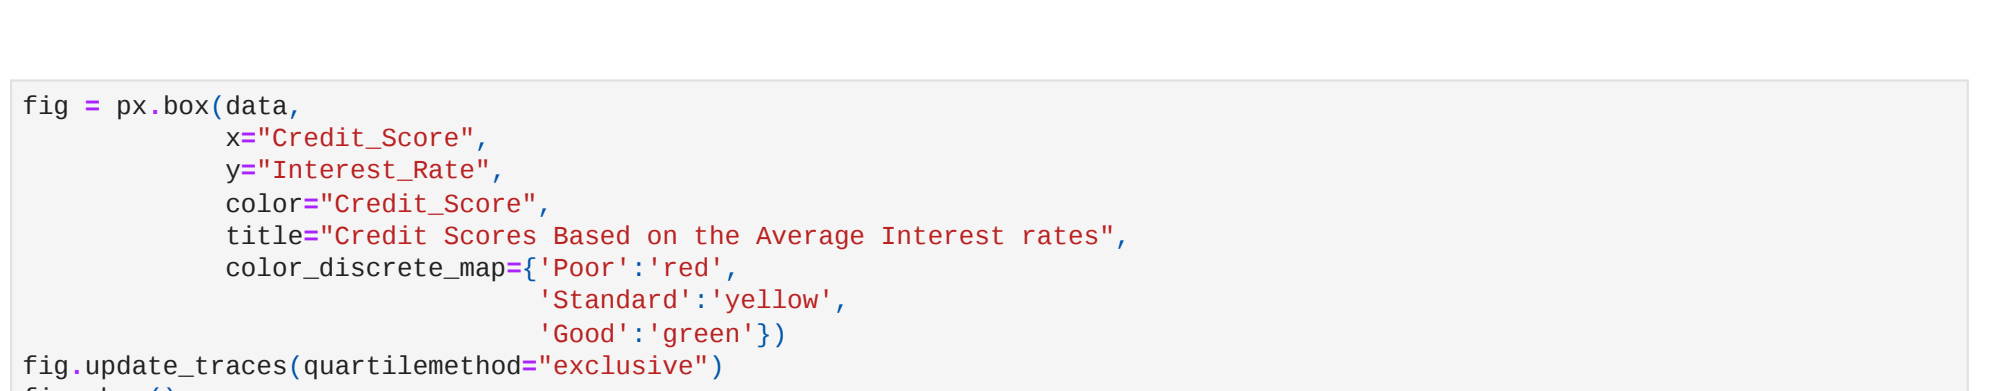 fig = px.box(data,
             x="Credit_Score",
             y="Interest_Rate",
             color="Credit_Score",
             title="Credit Scores Based on the Average Interest rates",
             color_discrete_map={'Poor':'red',
                                 'Standard':'yellow',
                                 'Good':'green'})
fig.update_traces(quartilemethod="exclusive")